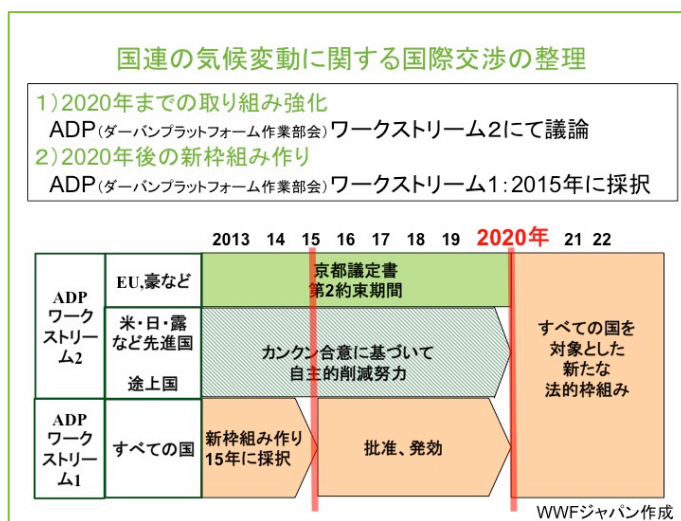 国連の気候変動に関する国際交渉の整理
1)2020年までの取り組み強化
ADP(ダーバンプラットフォーム作業部会)ワークストリーム2にて議論
2)2020年後の新枠組み作り
ADP(ダーバンプラットフォーム作業部会)ワークストリーム1:2015年に採択
2013 14 15 16 17 18 19 2020年 21 22
ADP
ワーク
ストリー
ム2
EU,豪など
京都議定書
第2約束期間
米・日・露
など先進国
途上国
カンクン合意に基づいて
自主的削減努力
すべての国を
対象とした
新たな
法的枠組み
ADP
ワーク
ストリー
ム1
すべての国
新枠組み作り
15年に採択
批准、発効
WWFジャパン作成